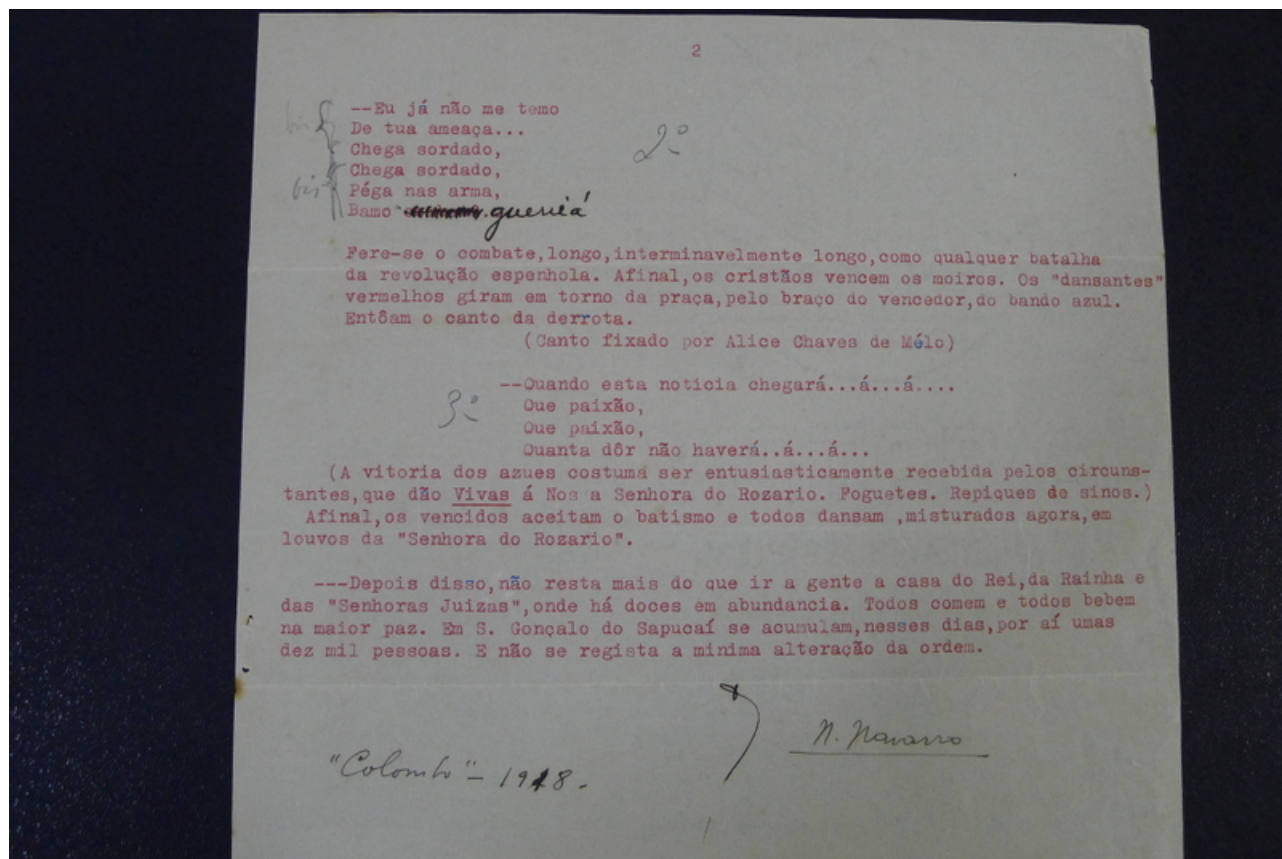 2
--Eu já não me temo
bis De tua ameaça...
2º
Chega sordado,
Chega sordado,
bis Péga nas arma,
Bamo guerreá
Fere-se o combate,longo,interminavelmente longo,como qualquer batalha
da revolução espenhola. Afinal,os cristãos vencem os moiros. Os "dansantes"
vermelhos giram em torno da praça,pelo braço do vencedor,do bando azul.
Entôam o canto da derrota.
(Canto fixado por Alice Chaves de Mélo)
--Quando esta noticia chegará...á...á....
3º
Que paixão,
Que paixão,
Quanta dôr não haverá..á...á...
(A vitoria dos azues costuma ser entusiasticamente recebida pelos circuns-
tantes,que dão Vivas á Nos a Senhora do Rozario. Foguetes. Repiques de sinos.)
Afinal,os vencidos aceitam o batismo e todos dansam ,misturados agora,em
louvos da "Senhora do Rozario".
---Depois disso,não resta mais do que ir a gente a casa do Rei,da Rainha e
das "Senhoras Juizas",onde há doces em abundancia. Todos comem e todos bebem
na maior paz. Em S. Gonçalo do Sapucaí se acumulam,nesses dias,por aí umas
dez mil pessoas. E não se regista a minima alteração da ordem.
N. Navarro
"Colombo" - 1918.